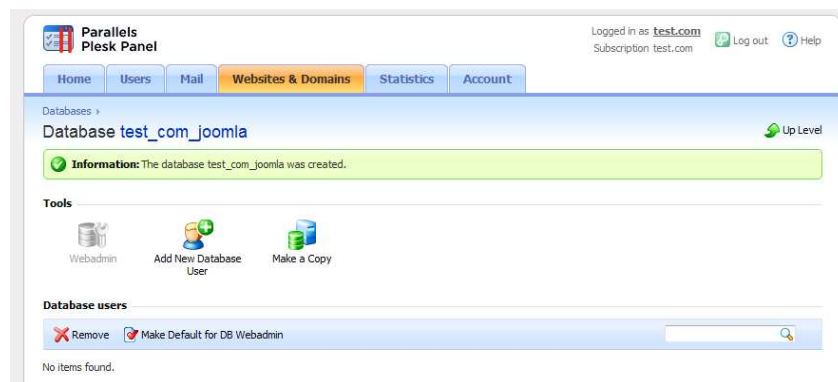 Parallels
Plesk Panel
Logged in as test.com
Subscription test.com
Log out
Help
Home Users Mail Websites & Domains Statistics Account
Databases ›
Database test_com_joomla
Up Level
Information: The database test_com_joomla was created.
Tools
Webadmin
Add New Database
User
Make a Copy
Database users
Remove Make Default for DB Webadmin
No items found.